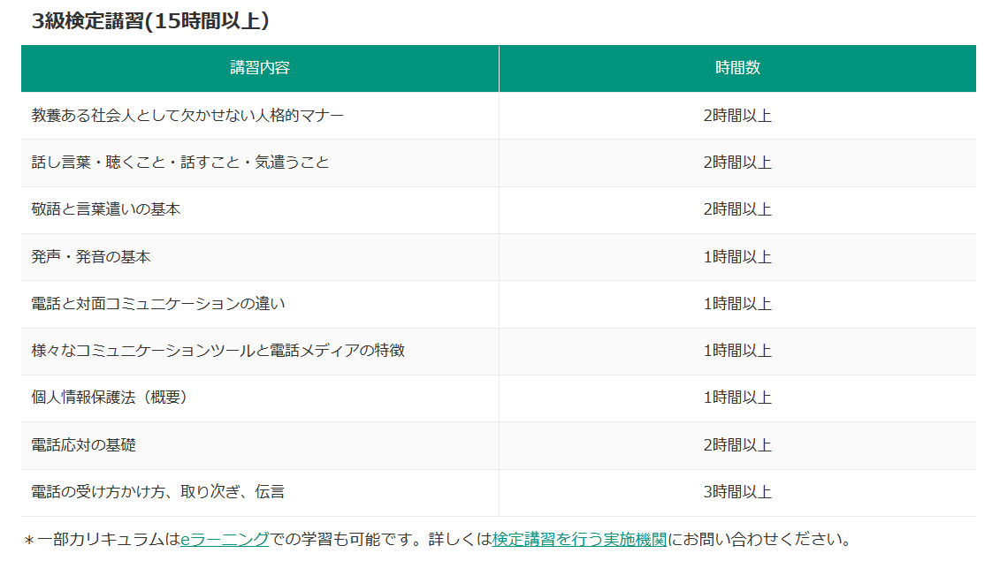 3級検定講習(15時間以上）
講習内容 時間数
教養ある社会人として欠かせない人格的マナー 2時間以上
話し言葉・聴くこと・話すこと・気遣うこと 2時間以上
敬語と言葉遣いの基本 2時間以上
発声・発音の基本 1時間以上
電話と対面コミュニケーションの違い 1時間以上
様々なコミュニケーションツールと電話メディアの特徴 1時間以上
個人情報保護法（概要） 1時間以上
電話応対の基礎 2時間以上
電話の受け方かけ方、取り次ぎ、伝言 3時間以上
＊一部カリキュラムはeラーニングでの学習も可能です。詳しくは検定講習を行う実施機関にお問い合わせください。